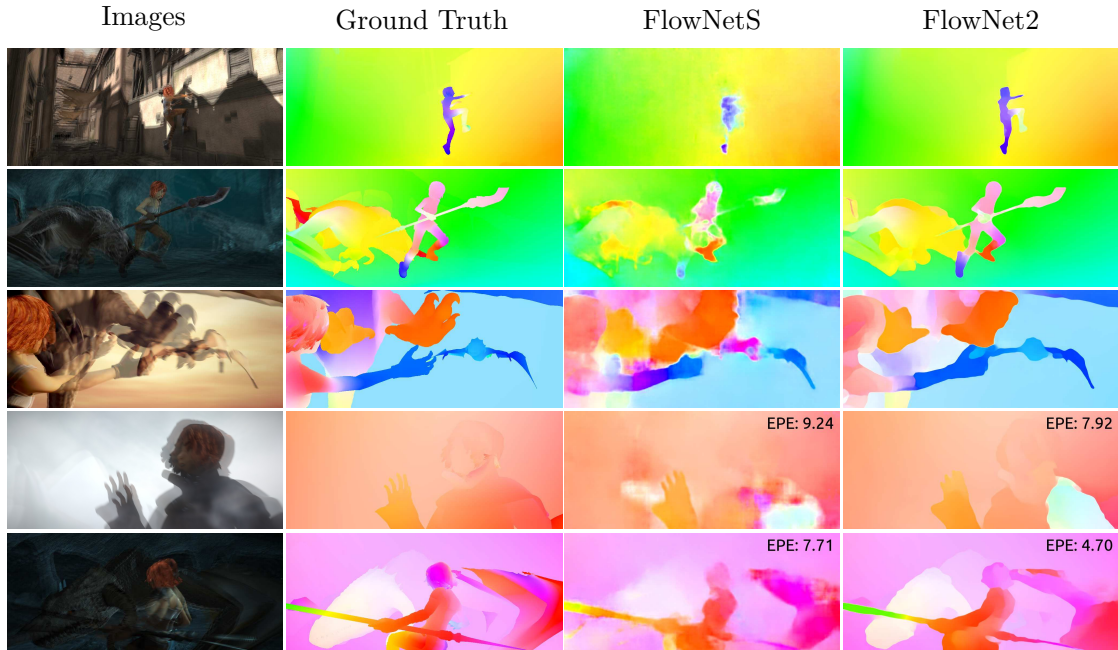 Images
Ground Truth
FlowNetS
FlowNet2
EPE: 9.24
EPE: 7.92
EPE: 7.71
EPE: 4.70